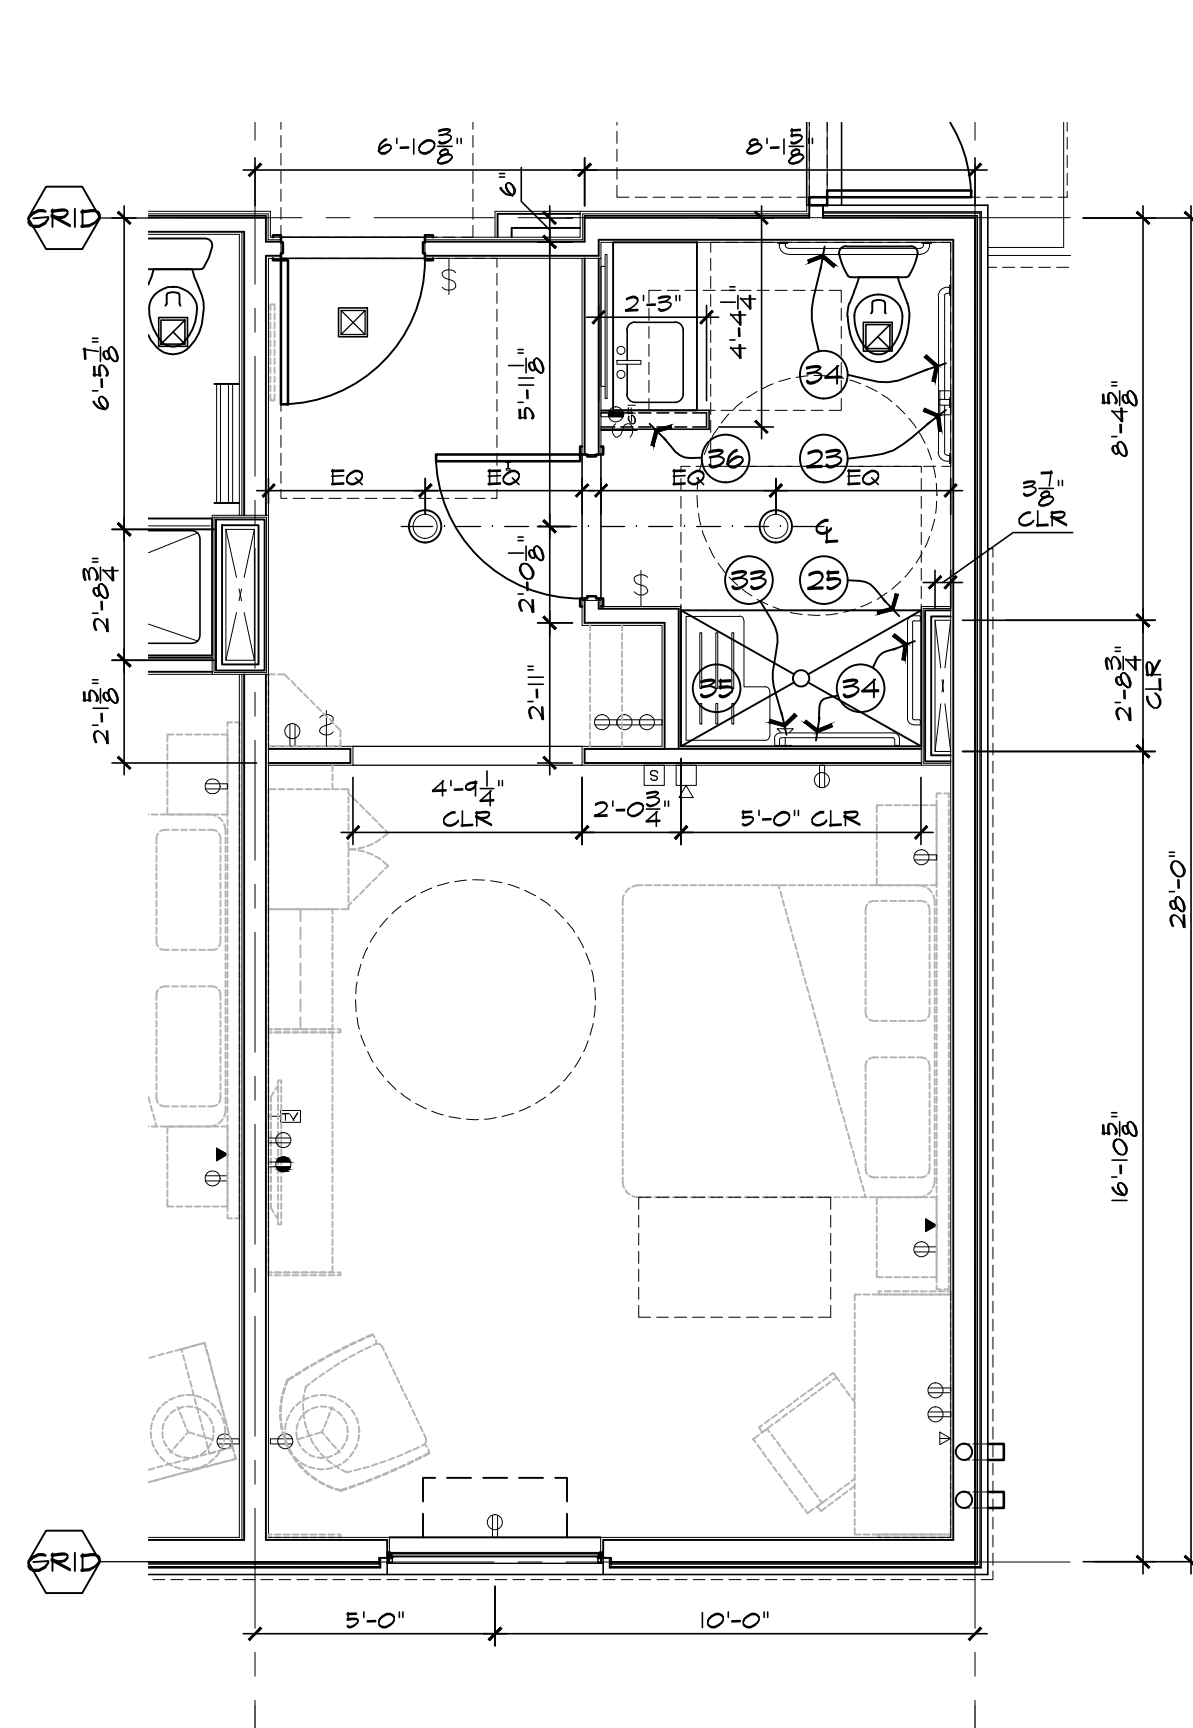 6'-10 3/8"
8'-1 5/8"
6"
GRID
2'-3"
4'-4 1/4"
6'-5 7/8"
5'-11 1/8"
8'-4 5/8"
34
36
23
EQ
EQ
EQ
EQ
3 7/8"
CLR
CL
2'-0 1/8"
33
25
2'-8 3/4"
2'-8 3/4"
CLR
35
34
2'-11"
2'-1 5/8"
S
4'-9 1/4"
CLR
2'-0 3/4"
5'-0" CLR
28'-0"
TV
16'-10 5/8"
GRID
5'-0"
10'-0"